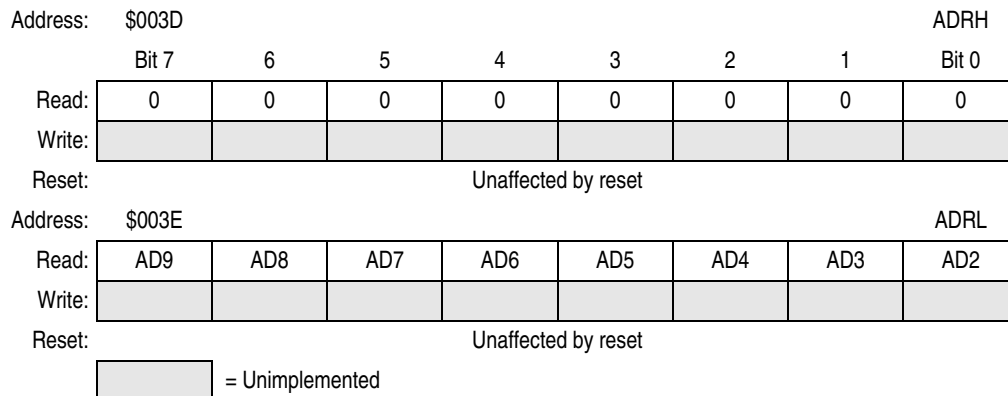 Address: $003D ADRH
Bit 7 6 5 4 3 2 1 Bit 0
Read: 0 0 0 0 0 0 0 0
Write:
Reset: Unaffected by reset
Address: $003E ADRL
Read: AD9 AD8 AD7 AD6 AD5 AD4 AD3 AD2
Write:
Reset: Unaffected by reset
= Unimplemented